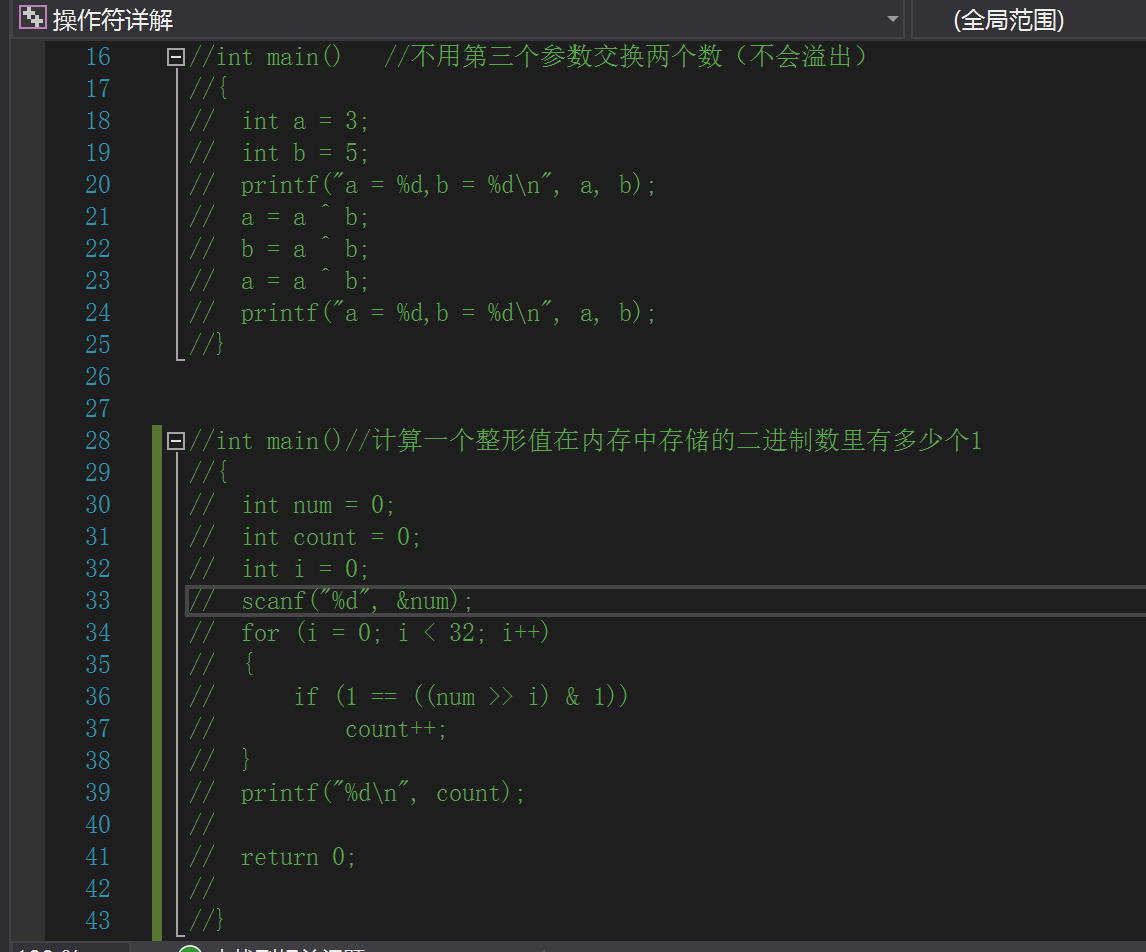 操作符详解 (全局范围)
16 //int main() //不用第三个参数交换两个数（不会溢出）
17 //{
18 // int a = 3;
19 // int b = 5;
20 // printf("a = %d,b = %d\n", a, b);
21 // a = a ^ b;
22 // b = a ^ b;
23 // a = a ^ b;
24 // printf("a = %d,b = %d\n", a, b);
25 //}
26
27
28 //int main()//计算一个整形值在内存中存储的二进制数里有多少个1
29 //{
30 // int num = 0;
31 // int count = 0;
32 // int i = 0;
33 // scanf("%d", &num);
34 // for (i = 0; i < 32; i++)
35 // {
36 // if (1 == ((num >> i) & 1))
37 // count++;
38 // }
39 // printf("%d\n", count);
40 //
41 // return 0;
42 //
43 //}